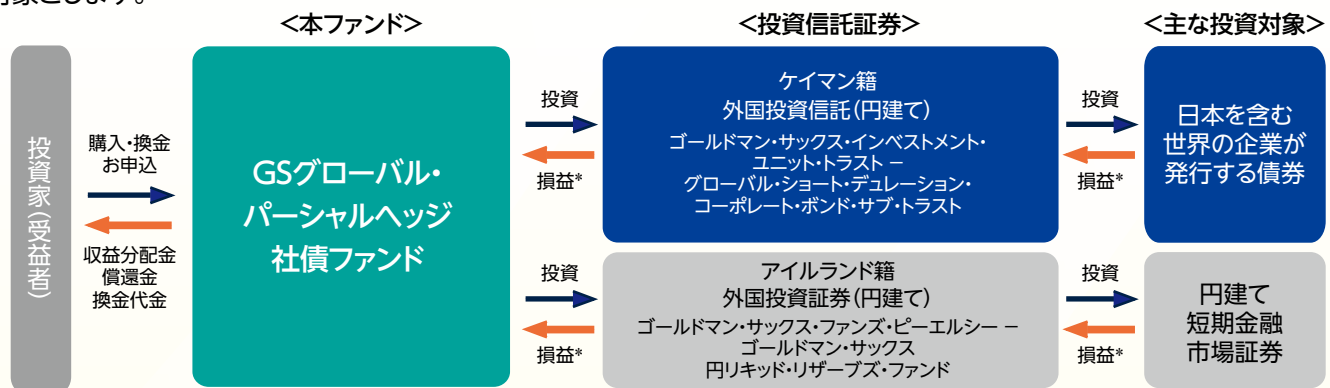 対象とします。
<本ファンド>
<投資信託証券>
<主な投資対象>
投資家(受益者)
購入・換金
お申込
収益分配金
償還金
換金代金
GSグローバル・
パーシャルヘッジ
社債ファンド
投資
損益*
ケイマン籍
外国投資信託(円建て)
ゴールドマン・サックス・インベストメント・
ユニット・トラスト −
グローバル・ショート・デュレーション・
コーポレート・ボンド・サブ・トラスト
投資
損益*
日本を含む
世界の企業が
発行する債券
投資
損益*
アイルランド籍
外国投資証券(円建て)
ゴールドマン・サックス・ファンズ・ピーエルシー −
ゴールドマン・サックス
円リキッド・リザーブズ・ファンド
投資
損益*
円建て
短期金融
市場証券